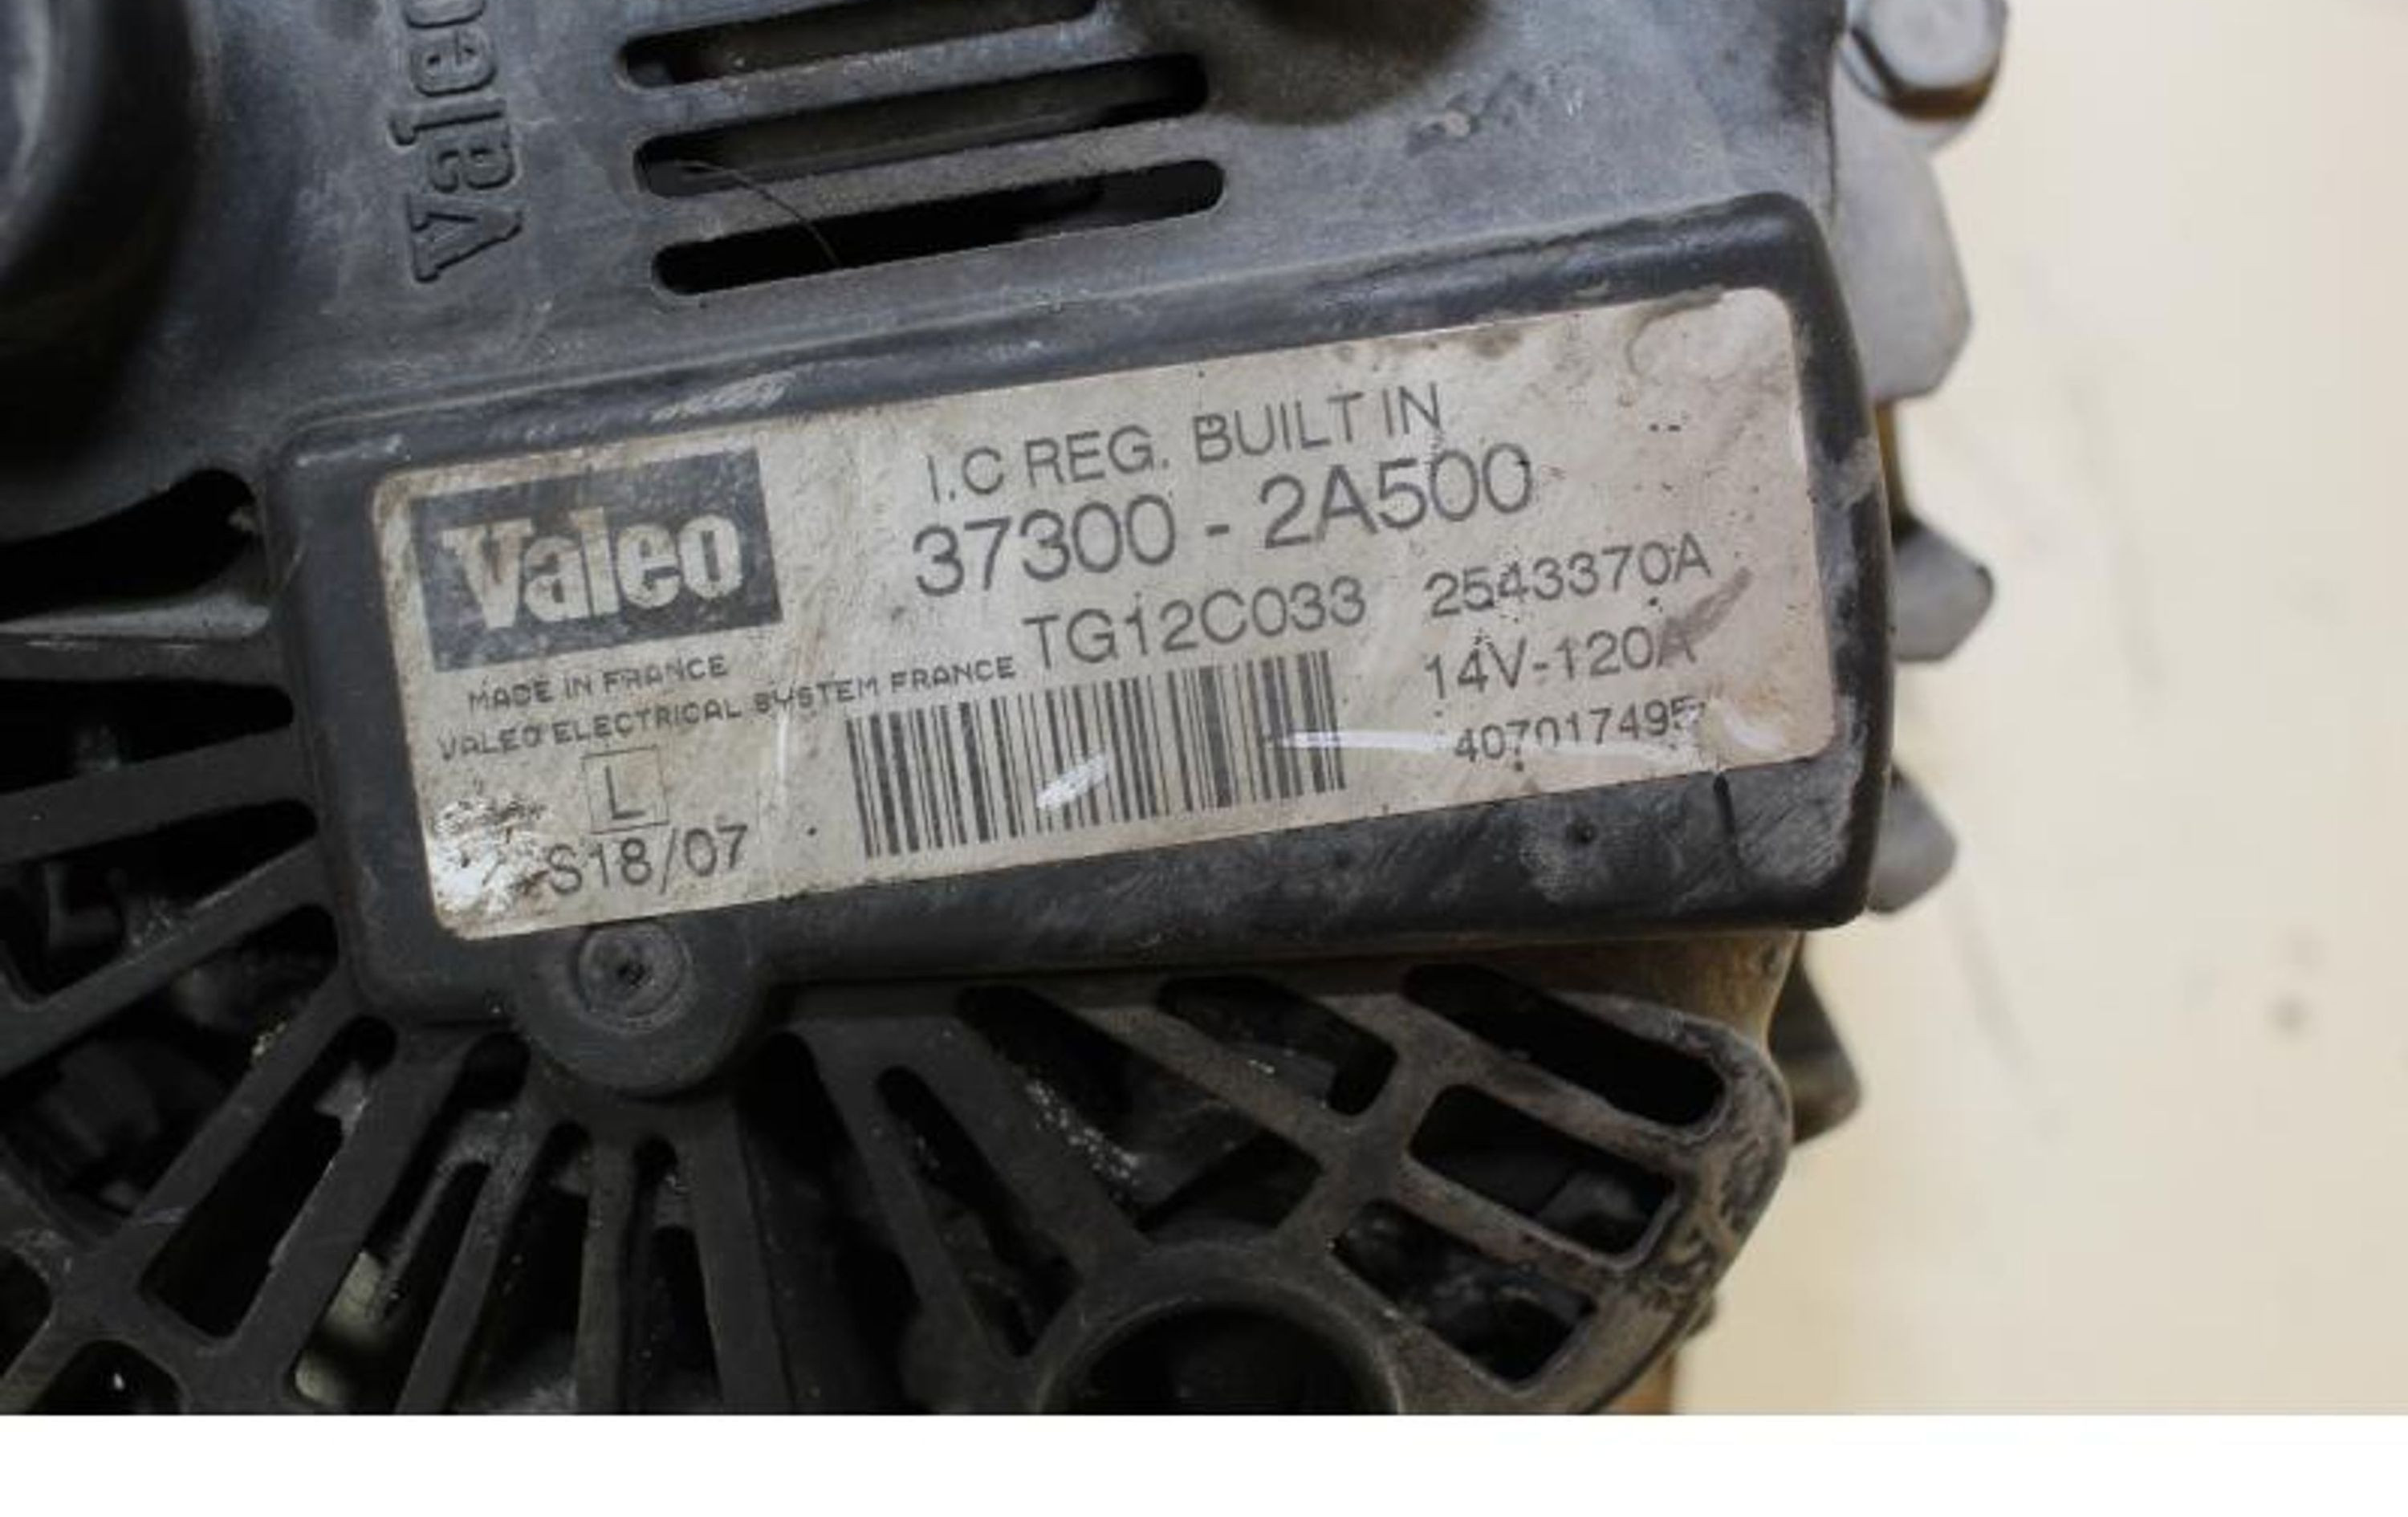 Valeo
Valeo
I.C REG. BUILT IN
37300 - 2A500
TG12C033 2543370A
MADE IN FRANCE
VALEO ELECTRICAL SYSTEM FRANCE
14V-120A
407017495
L
S18/07